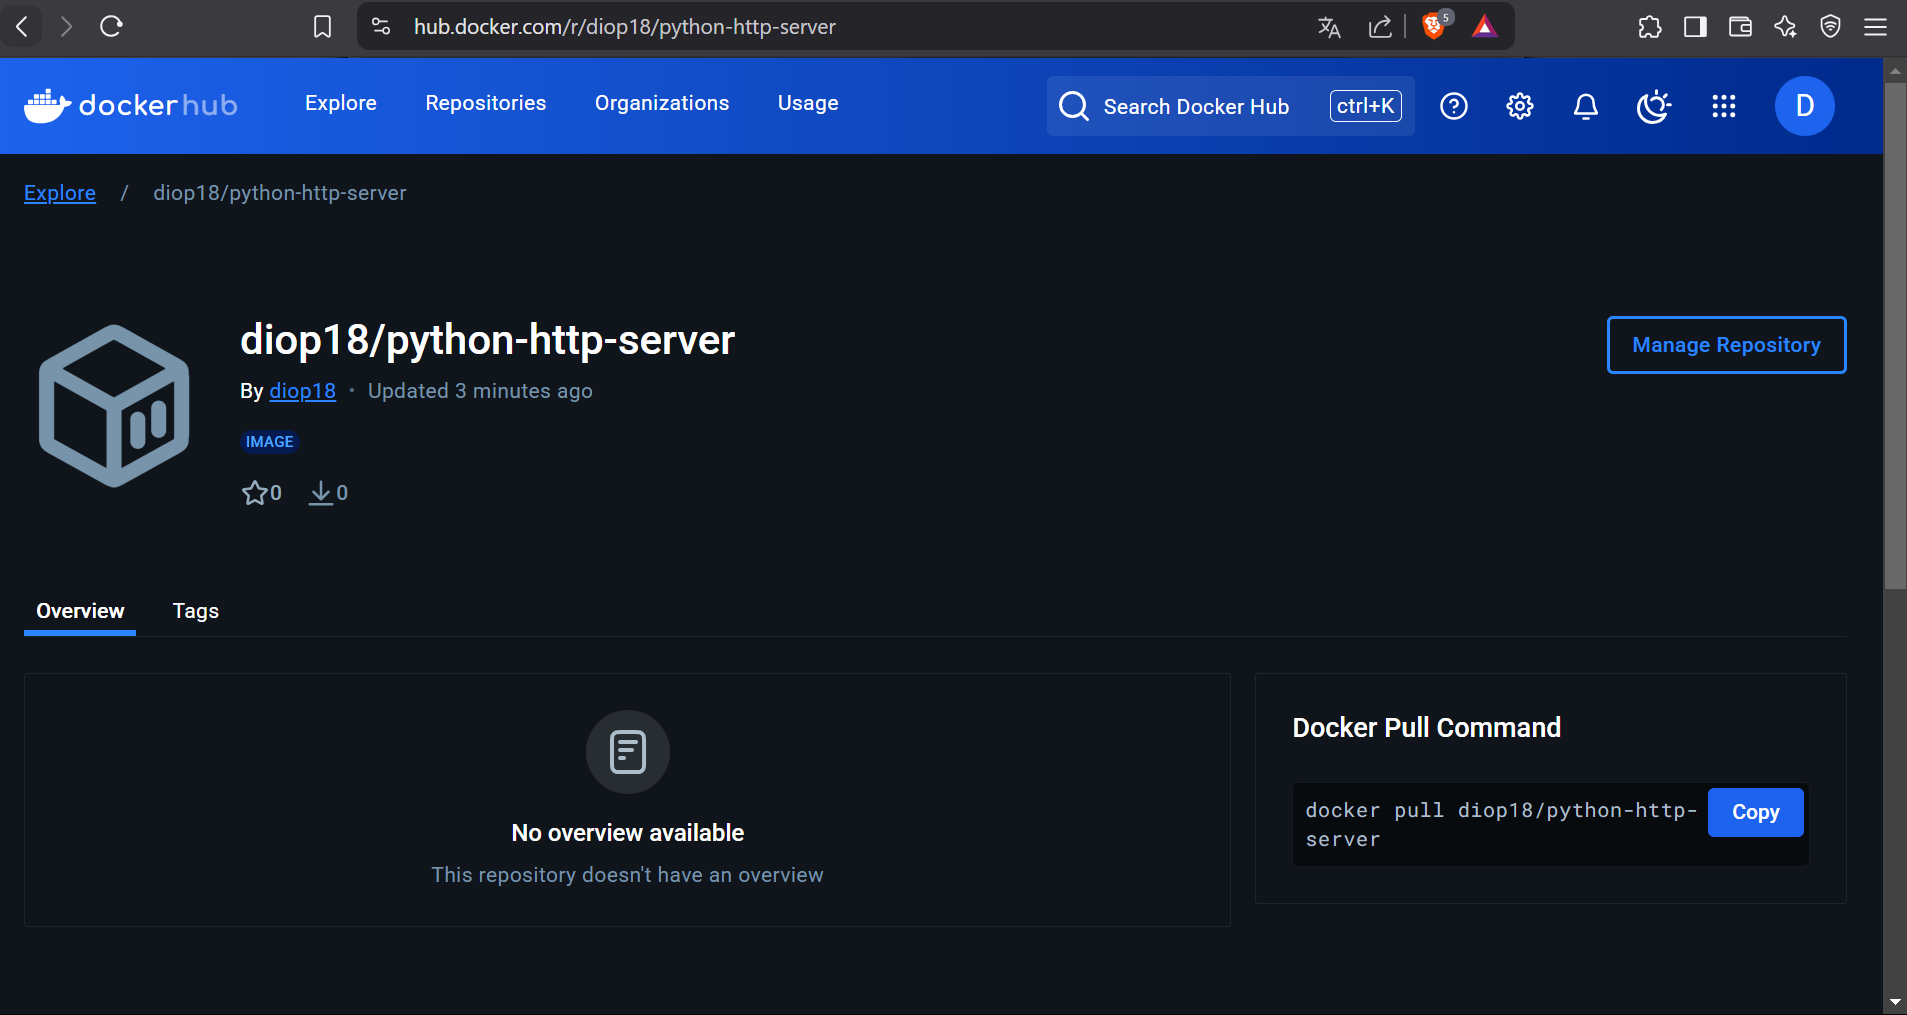 hub.docker.com/r/diop18/python-http-server
5
docker hub
Explore
Repositories
Organizations
Usage
Search Docker Hub
ctrl+K
D
Explore / diop18/python-http-server
diop18/python-http-server
Manage Repository
By diop18 • Updated 3 minutes ago
IMAGE
0
0
Overview
Tags
No overview available
This repository doesn't have an overview
Docker Pull Command
docker pull diop18/python-http-
server
Copy